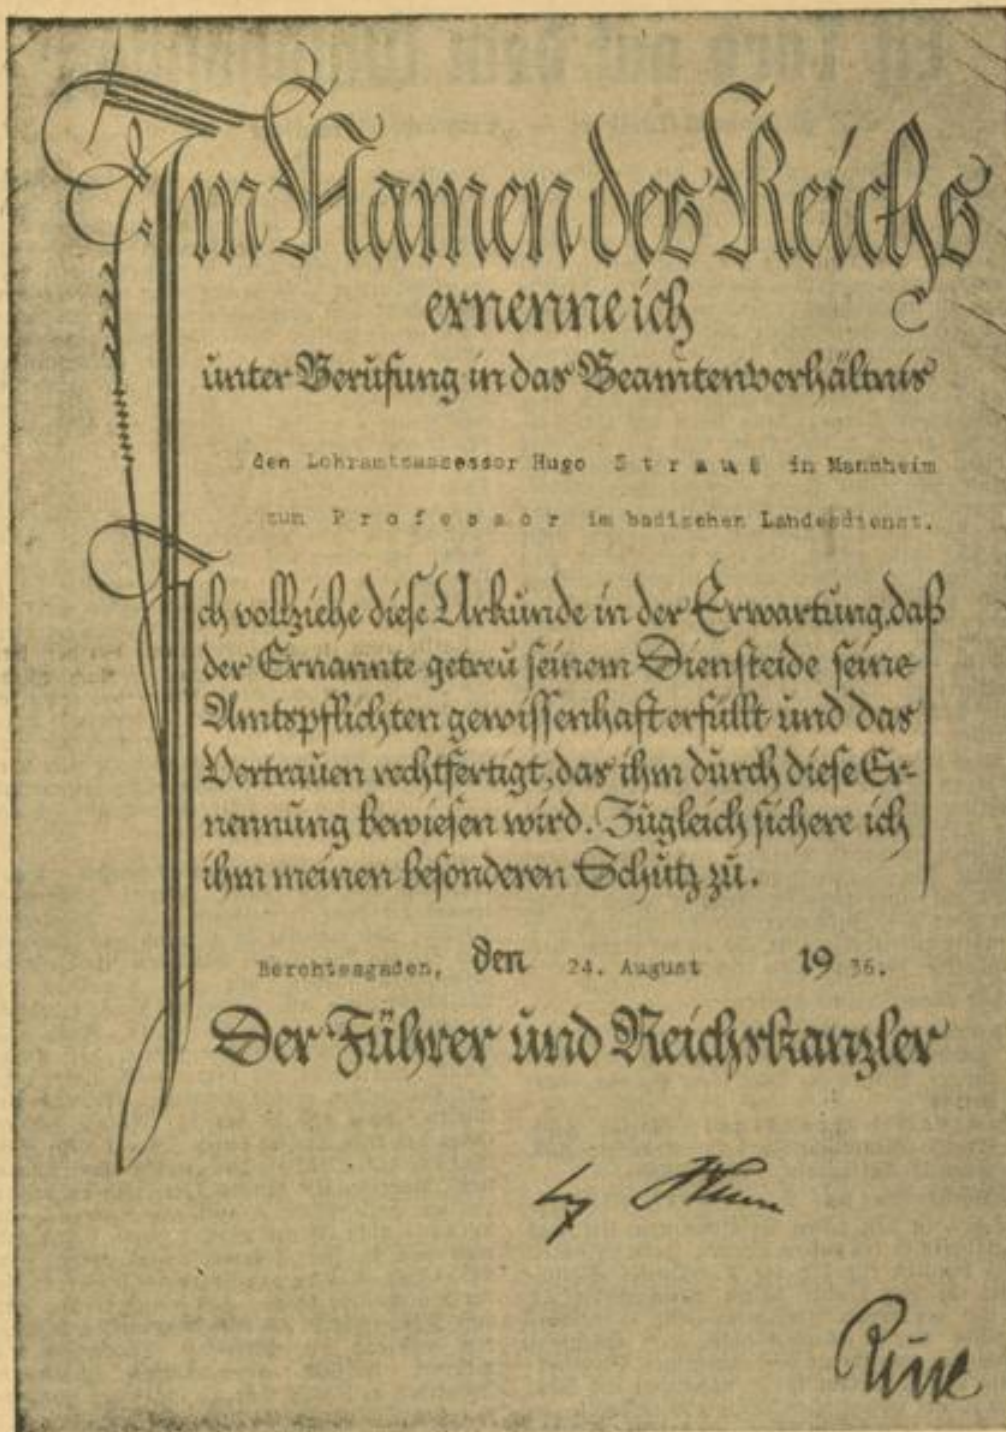 Im Namen des Reichs
ernenne ich
unter Berufung in das Beamtenverhältnis
den Lehramtsassessor Hugo Strauß in Mannheim
zum Professor im badischen Landesdienst.
Ich vollziehe diese Urkunde in der Erwartung, daß
der Ernannte getreu seinem Diensteide seine
Amtspflichten gewissenhaft erfüllt und das
Vertrauen rechtfertigt, das ihm durch diese Er-
nennung bewiesen wird. Zugleich sichere ich
ihm meinen besonderen Schutz zu.
Berchtesgaden, den 24. August 1936.
Der Führer und Reichskanzler